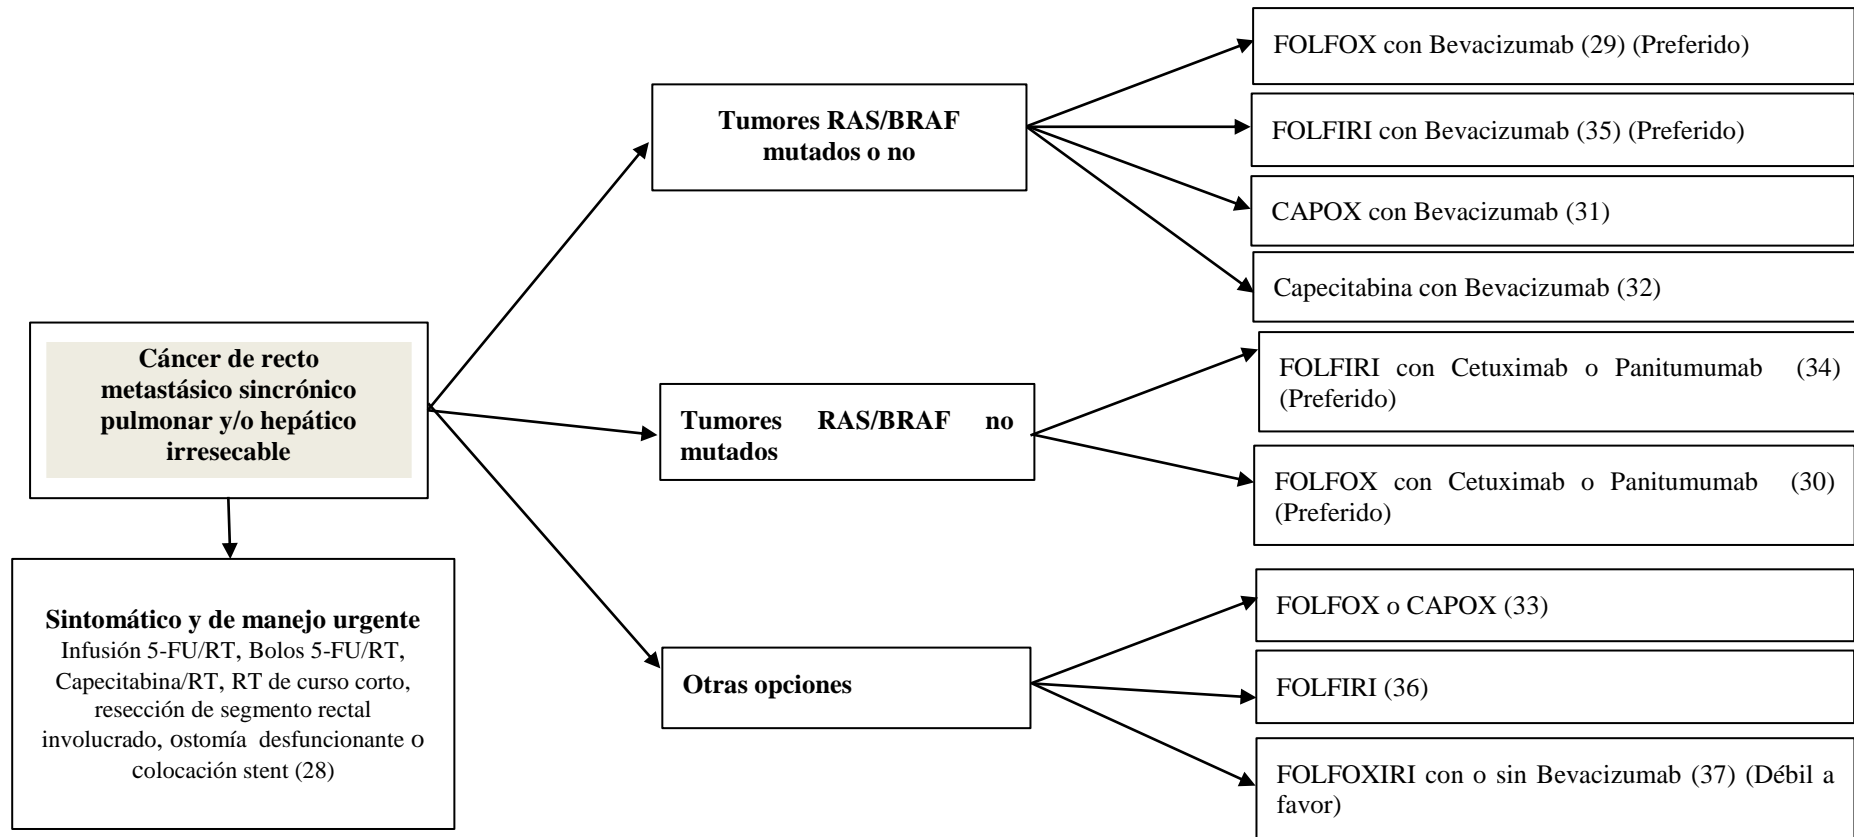 Cáncer de recto
metastásico sincrónico
pulmonar y/o hepático
irresecable
Sintomático y de manejo urgente
Infusión 5-FU/RT, Bolos 5-FU/RT,
Capecitabina/RT, RT de curso corto,
resección de segmento rectal
involucrado, ostomía desfuncionante o
colocación stent (28)
Tumores RAS/BRAF
mutados o no
FOLFOX con Bevacizumab (29) (Preferido)
FOLFIRI con Bevacizumab (35) (Preferido)
CAPOX con Bevacizumab (31)
Capecitabina con Bevacizumab (32)
Tumores RAS/BRAF no
mutados
FOLFIRI con Cetuximab o Panitumumab (34)
(Preferido)
FOLFOX con Cetuximab o Panitumumab (30)
(Preferido)
Otras opciones
FOLFOX o CAPOX (33)
FOLFIRI (36)
FOLFOXIRI con o sin Bevacizumab (37) (Débil a
favor)